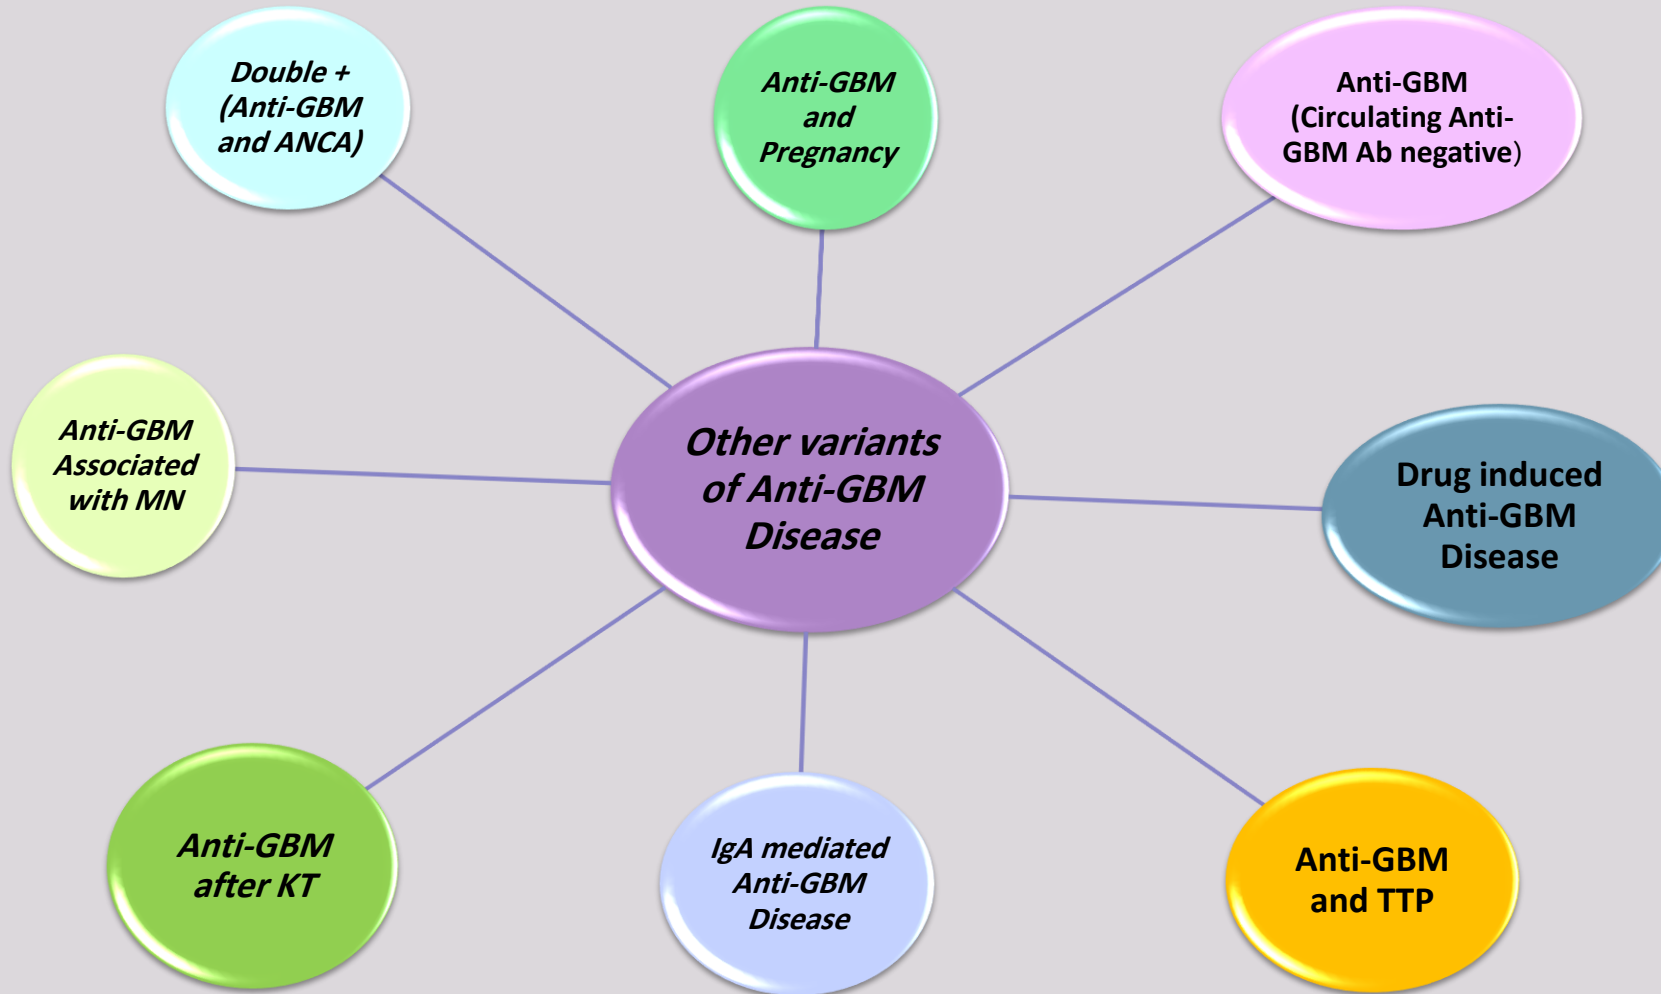 Double +
(Anti-GBM
and ANCA)
Anti-GBM
and
Pregnancy
Anti-GBM
(Circulating Anti-
GBM Ab negative)
Anti-GBM
Associated
with MN
Other variants
of Anti-GBM
Disease
Drug induced
Anti-GBM
Disease
Anti-GBM
after KT
IgA mediated
Anti-GBM
Disease
Anti-GBM
and TTP